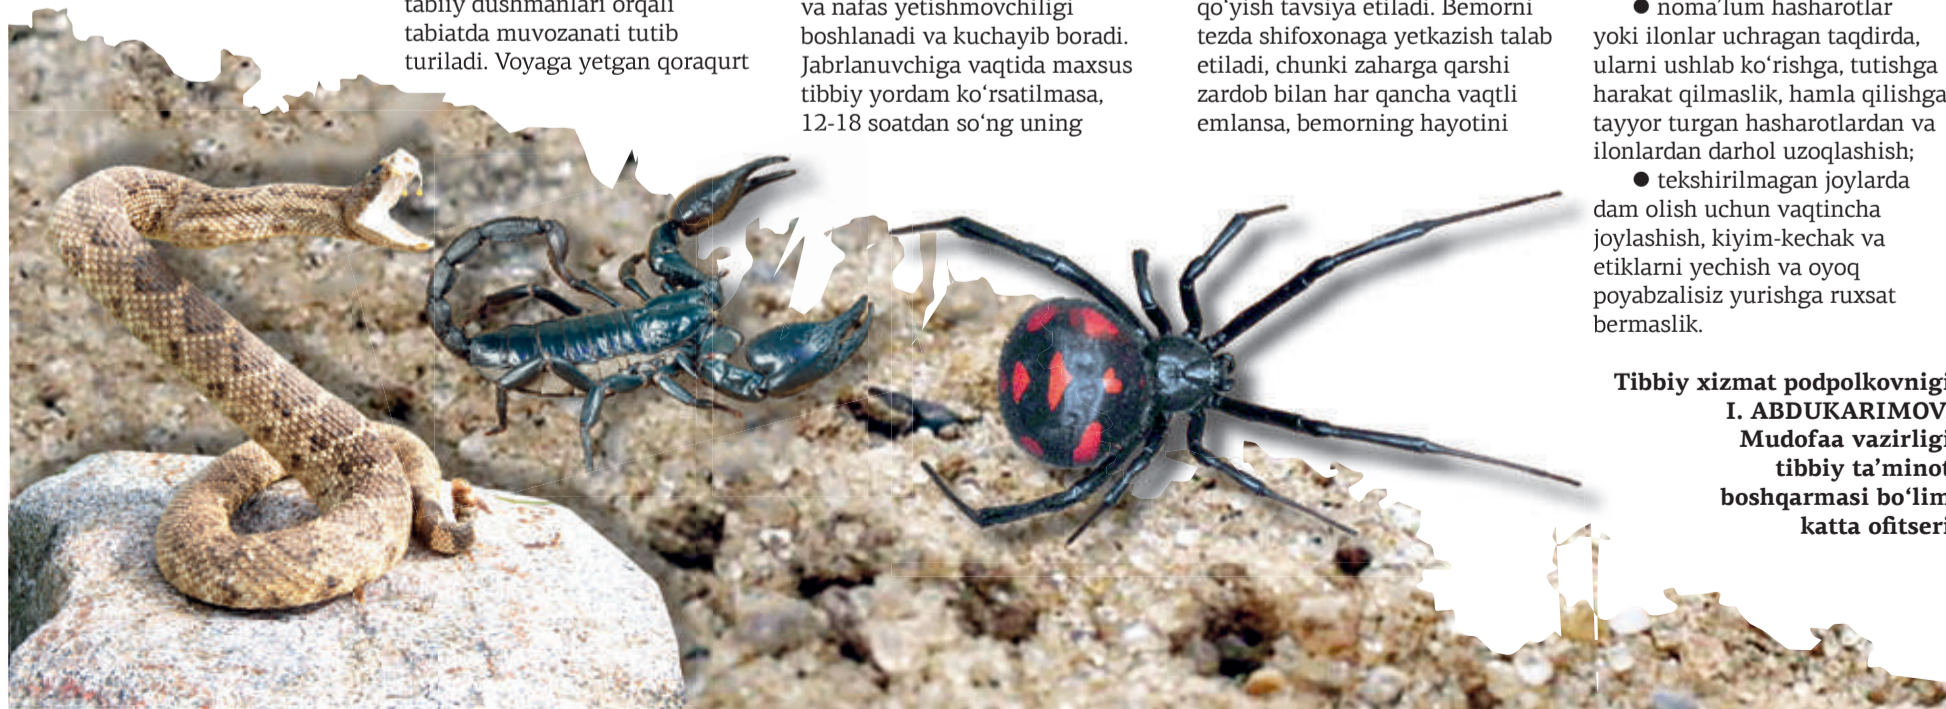 tabiiy dushmanlari orqali
tabiatda muvozanati tutib
turiladi. Voyaga yetgan qoraqurt
va nafas yetishmovchiligi
boshlanadi va kuchayib boradi.
Jabrlanuvchiga vaqtida maxsus
tibbiy yordam ko‘rsatilmasa,
12-18 soatdan so‘ng uning
qo‘yish tavsiya etiladi. Bemorni
tezda shifoxonaga yetkazish talab
etiladi, chunki zaharga qarshi
zardob bilan har qancha vaqtli
emlansa, bemorning hayotini
● noma’lum hasharotlar
yoki ilonlar uchragan taqdirda,
ularni ushlab ko‘rishga, tutishga
harakat qilmaslik, hamla qilishga
tayyor turgan hasharotlardan va
ilonlardan darhol uzoqlashish;
● tekshirilmagan joylarda
dam olish uchun vaqtincha
joylashish, kiyim-kechak va
etiklarni yechish va oyoq
poyabzalisiz yurishga ruxsat
bermaslik.
Tibbiy xizmat podpolkovnigi
I. ABDUKARIMOV,
Mudofaa vazirligi
tibbiy ta’minot
boshqarmasi bo‘lim
katta ofitseri